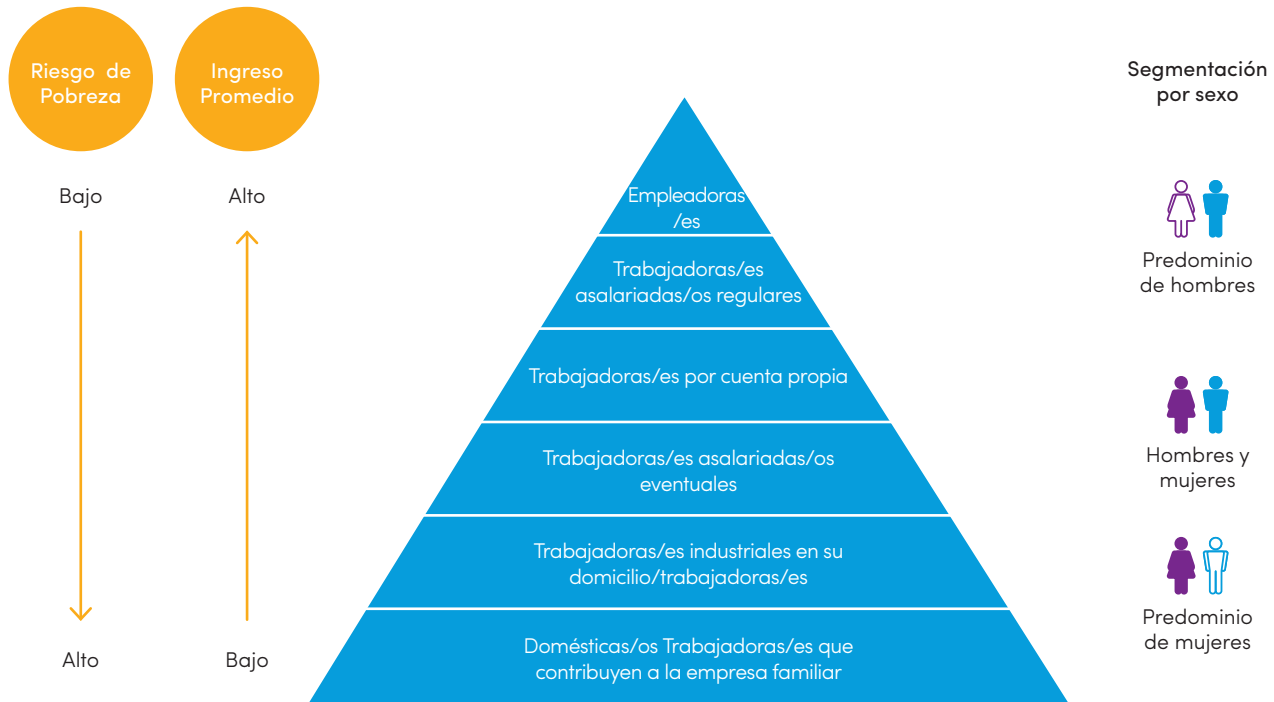 Riesgo de
Pobreza
Ingreso
Promedio
Bajo
Alto
Alto
Bajo
Empleadoras
/es
Trabajadoras/es
asalariadas/os regulares
Trabajadoras/es por cuenta propia
Trabajadoras/es asalariadas/os
eventuales
Trabajadoras/es industriales en su
domicilio/trabajadoras/es
Domésticas/os Trabajadoras/es que
contribuyen a la empresa familiar
Segmentación
por sexo
Predominio
de hombres
Hombres y
mujeres
Predominio
de mujeres